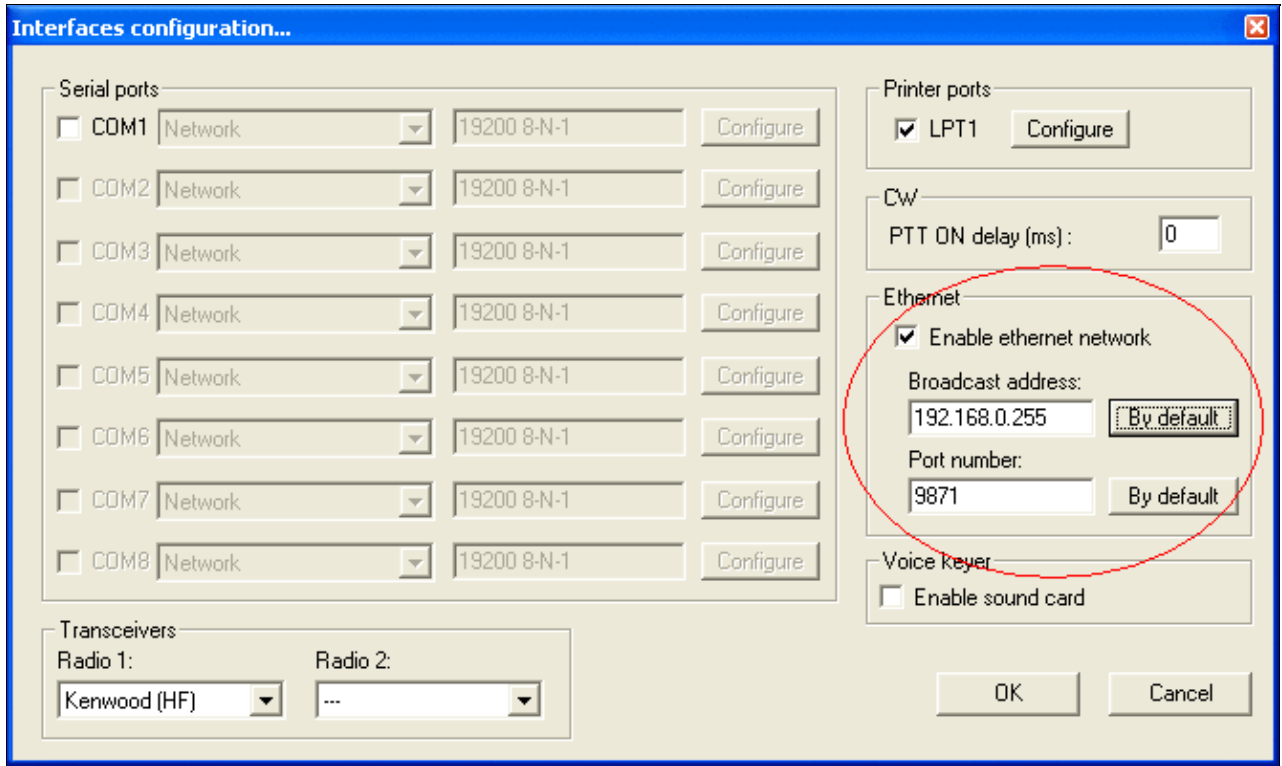 Interfaces configuration...
Serial ports
COM1 Network 19200 8-N-1 Configure
COM2 Network 19200 8-N-1 Configure
COM3 Network 19200 8-N-1 Configure
COM4 Network 19200 8-N-1 Configure
COM5 Network 19200 8-N-1 Configure
COM6 Network 19200 8-N-1 Configure
COM7 Network 19200 8-N-1 Configure
COM8 Network 19200 8-N-1 Configure
Transceivers
Radio 1: Radio 2:
Kenwood (HF) ---
Printer ports
LPT1 Configure
CW
PTT ON delay (ms) : 0
Ethernet
Enable ethernet network
Broadcast address:
192.168.0.255 By default
Port number:
9871 By default
Voice keyer
Enable sound card
OK Cancel